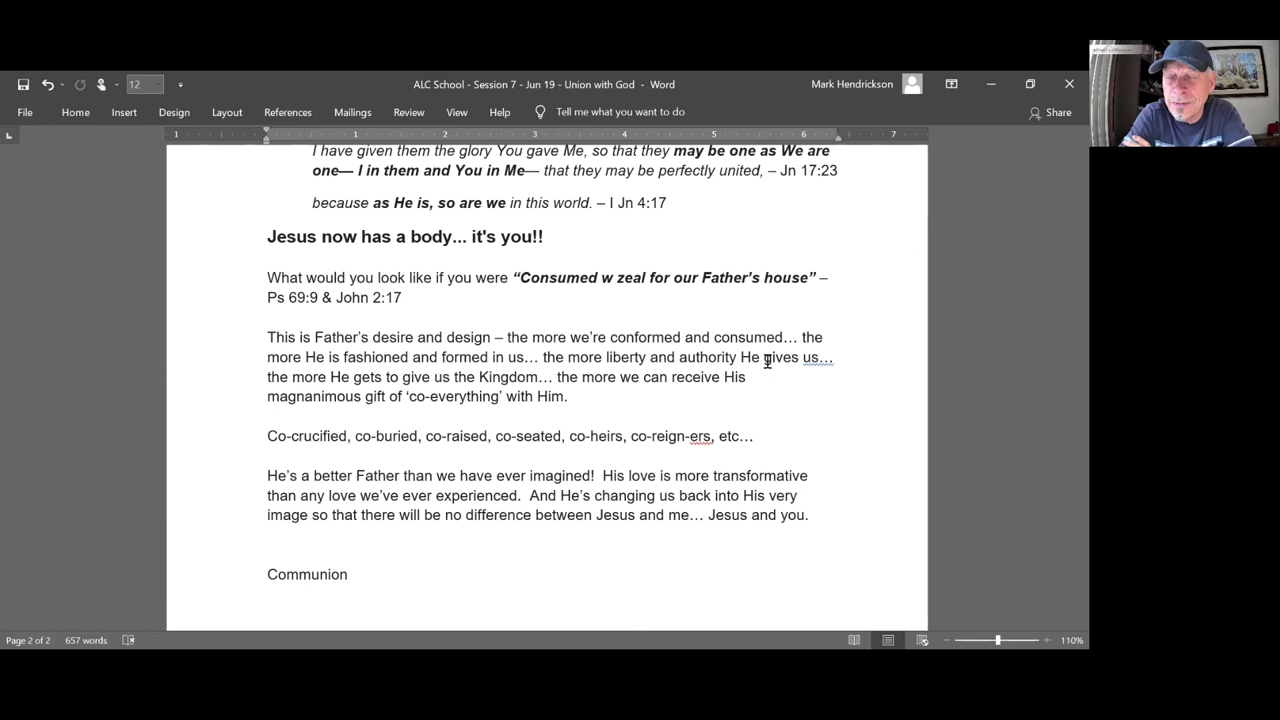 12
ALC School - Session 7 - Jun 19 - Union with God - Word
Mark Hendrickson
File Home Insert Design Layout References Mailings Review View Help Tell me what you want to do Share
1 1 2 3 4 5 6 7
I have given them the glory You gave Me, so that they may be one as We are
one— I in them and You in Me— that they may be perfectly united, – Jn 17:23
because as He is, so are we in this world. – I Jn 4:17
Jesus now has a body... it's you!!
What would you look like if you were “Consumed w zeal for our Father’s house” –
Ps 69:9 & John 2:17
This is Father’s desire and design – the more we’re conformed and consumed… the
more He is fashioned and formed in us… the more liberty and authority He gives us…
the more He gets to give us the Kingdom… the more we can receive His
magnanimous gift of ‘co-everything’ with Him.
Co-crucified, co-buried, co-raised, co-seated, co-heirs, co-reign-ers, etc…
He’s a better Father than we have ever imagined!  His love is more transformative
than any love we’ve ever experienced.  And He’s changing us back into His very
image so that there will be no difference between Jesus and me… Jesus and you.
Communion
Page 2 of 2 657 words 110%